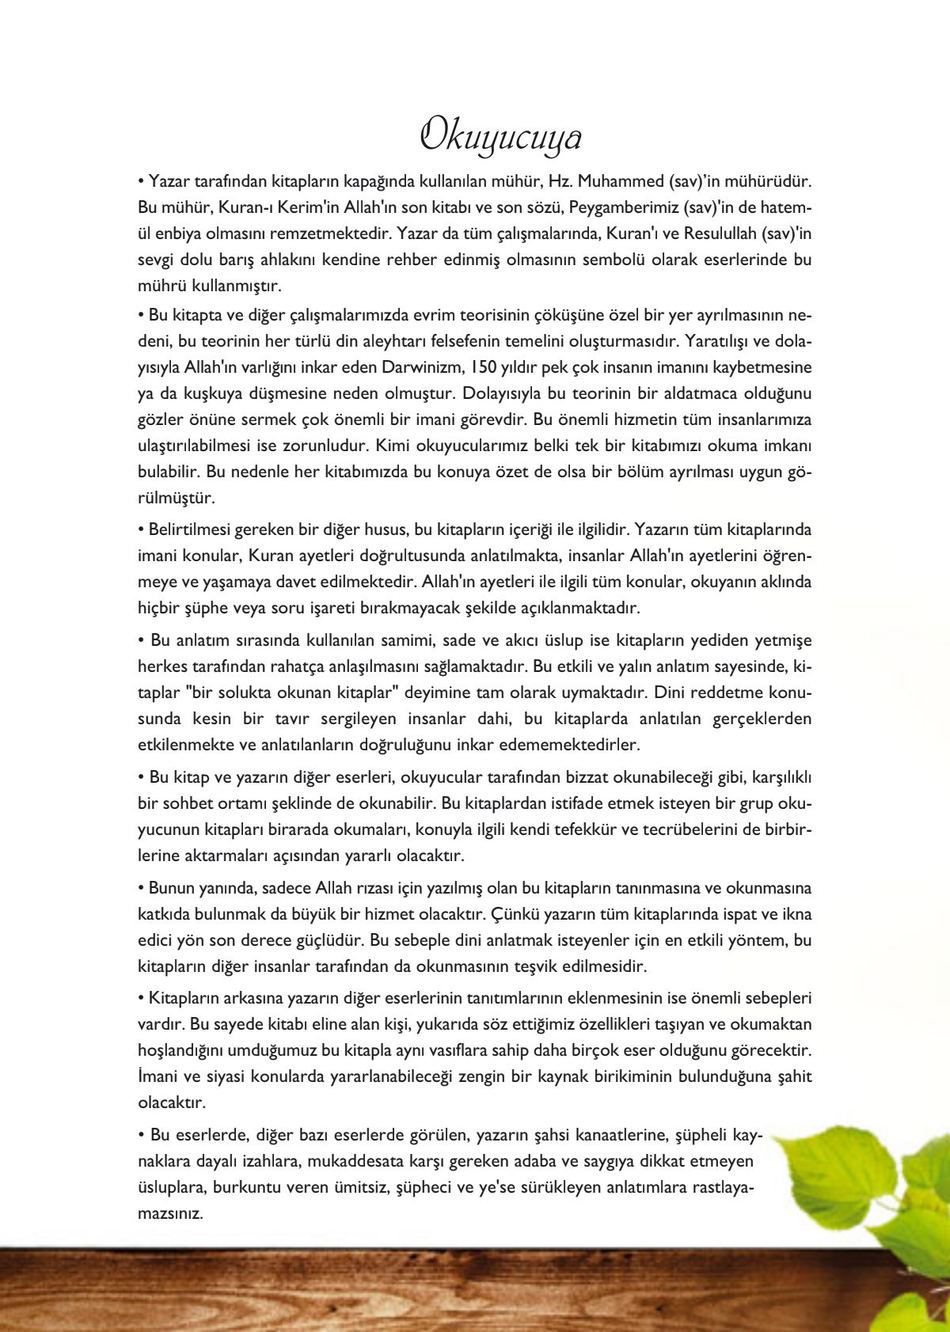 Okuyucuya
• Yazar tarafından kitapların kapağında kullanılan mühür, Hz. Muhammed (sav)'in mühürüdür.
Bu mühür, Kuran-ı Kerim'in Allah'ın son kitabı ve son sözü, Peygamberimiz (sav)'in de hatem-
ül enbiya olmasını remzetmektedir. Yazar da tüm çalışmalarında, Kuran'ı ve Resulullah (sav)'in
sevgi dolu barış ahlakını kendine rehber edinmiş olmasının sembolü olarak eserlerinde bu
mührü kullanmıştır.
• Bu kitapta ve diğer çalışmalarımızda evrim teorisinin çöküşüne özel bir yer ayrılmasının ne-
deni, bu teorinin her türlü din aleyhtarı felsefenin temelini oluşturmasıdır. Yaratılışı ve dola-
yısıyla Allah'ın varlığını inkar eden Darwinizm, 150 yıldır pek çok insanın imanını kaybetmesine
ya da kuşkuya düşmesine neden olmuştur. Dolayısıyla bu teorinin bir aldatmaca olduğunu
gözler önüne sermek çok önemli bir imani görevdir. Bu önemli hizmetin tüm insanlarımıza
ulaştırılabilmesi ise zorunludur. Kimi okuyucularımız belki tek bir kitabımızı okuma imkanı
bulabilir. Bu nedenle her kitabımızda bu konuya özet de olsa bir bölüm ayrılması uygun gö-
rülmüştür.
• Belirtilmesi gereken bir diğer husus, bu kitapların içeriği ile ilgilidir. Yazarın tüm kitaplarında
imani konular, Kuran ayetleri doğrultusunda anlatılmakta, insanlar Allah'ın ayetlerini öğren-
meye ve yaşamaya davet edilmektedir. Allah'ın ayetleri ile ilgili tüm konular, okuyanın aklında
hiçbir şüphe veya soru işareti bırakmayacak şekilde açıklanmaktadır.
• Bu anlatım sırasında kullanılan samimi, sade ve akıcı üslup ise kitapların yediden yetmişe
herkes tarafından rahatça anlaşılmasını sağlamaktadır. Bu etkili ve yalın anlatım sayesinde, ki-
taplar "bir solukta okunan kitaplar" deyimine tam olarak uymaktadır. Dini reddetme konu-
sunda kesin bir tavır sergileyen insanlar dahi, bu kitaplarda anlatılan gerçeklerden
etkilenmekte ve anlatılanların doğruluğunu inkar edememektedirler.
• Bu kitap ve yazarın diğer eserleri, okuyucular tarafından bizzat okunabileceği gibi, karşılıklı
bir sohbet ortamı şeklinde de okunabilir. Bu kitaplardan istifade etmek isteyen bir grup oku-
yucunun kitapları birarada okumaları, konuyla ilgili kendi tefekkür ve tecrübelerini de birbir-
lerine aktarmaları açısından yararlı olacaktır.
• Bunun yanında, sadece Allah rızası için yazılmış olan bu kitapların tanınmasına ve okunmasına
katkıda bulunmak da büyük bir hizmet olacaktır. Çünkü yazarın tüm kitaplarında ispat ve ikna
edici yön son derece güçlüdür. Bu sebeple dini anlatmak isteyenler için en etkili yöntem, bu
kitapların diğer insanlar tarafından da okunmasının teşvik edilmesidir.
• Kitapların arkasına yazarın diğer eserlerinin tanıtımlarının eklenmesinin ise önemli sebepleri
vardır. Bu sayede kitabı eline alan kişi, yukarıda söz ettiğimiz özellikleri taşıyan ve okumaktan
hoşlandığını umduğumuz bu kitapla aynı vasıflara sahip daha birçok eser olduğunu görecektir.
İmani ve siyasi konularda yararlanabileceği zengin bir kaynak birikiminin bulunduğuna şahit
olacaktır.
• Bu eserlerde, diğer bazı eserlerde görülen, yazarın şahsi kanaatlerine, şüpheli kay-
naklara dayalı izahlara, mukaddesata karşı gereken adaba ve saygıya dikkat etmeyen
üsluplara, burkuntu veren ümitsiz, şüpheci ve ye'se sürükleyen anlatımlara rastlaya-
mazsınız.